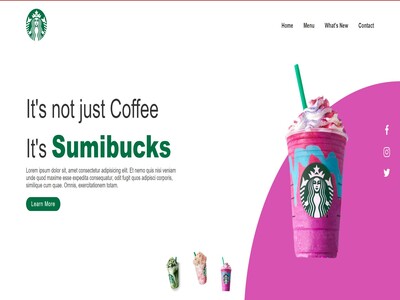 Home Menu What's New Contact
It's not just Coffee
It's Sumibucks
Lorem ipsum dolor sit, amet consectetur adipisicing elit. Et nemo quis nisi veniam
unde quod maxime esse expedita consequatur, odit fugit quos adipisci corporis,
similique cum quae. Omnis, exercitationem totam.
Learn More